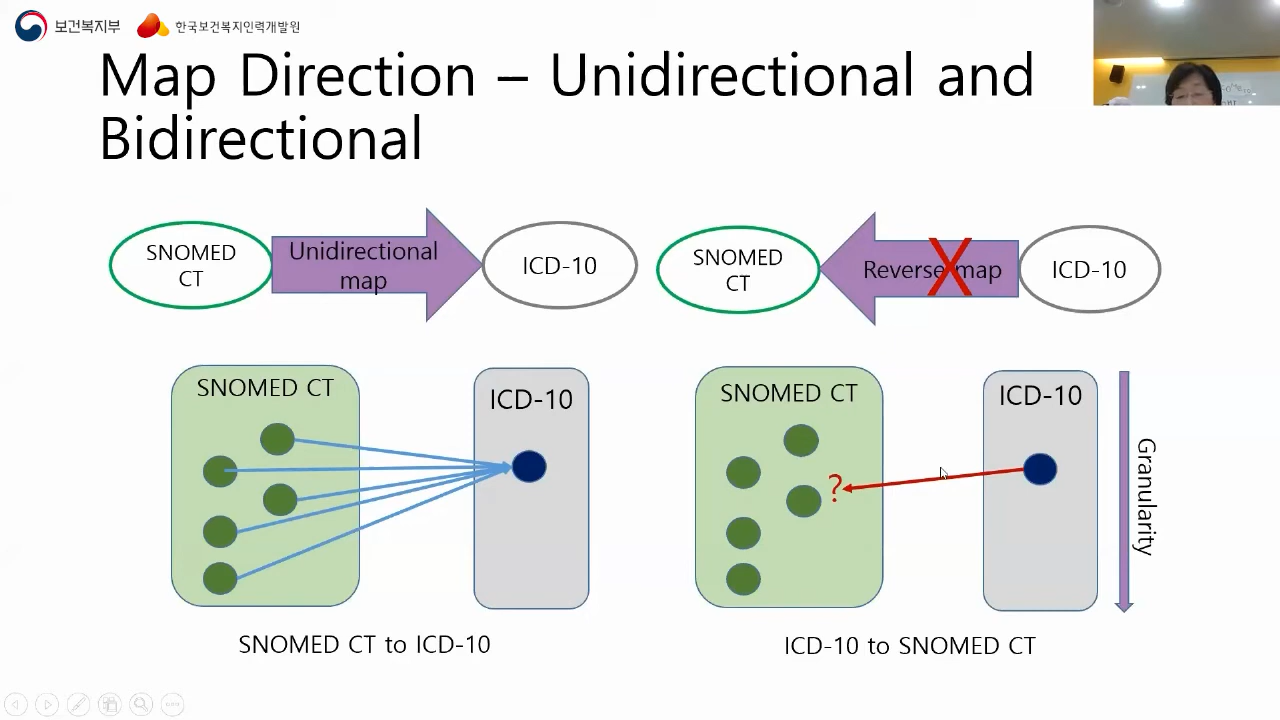 보건복지부
한국보건복지인력개발원
Map Direction – Unidirectional and
Bidirectional
SNOMED
CT
Unidirectional
map
ICD-10
SNOMED
CT
Reverse map
X
ICD-10
SNOMED CT
ICD-10
SNOMED CT
?
ICD-10
Granularity
SNOMED CT to ICD-10
ICD-10 to SNOMED CT